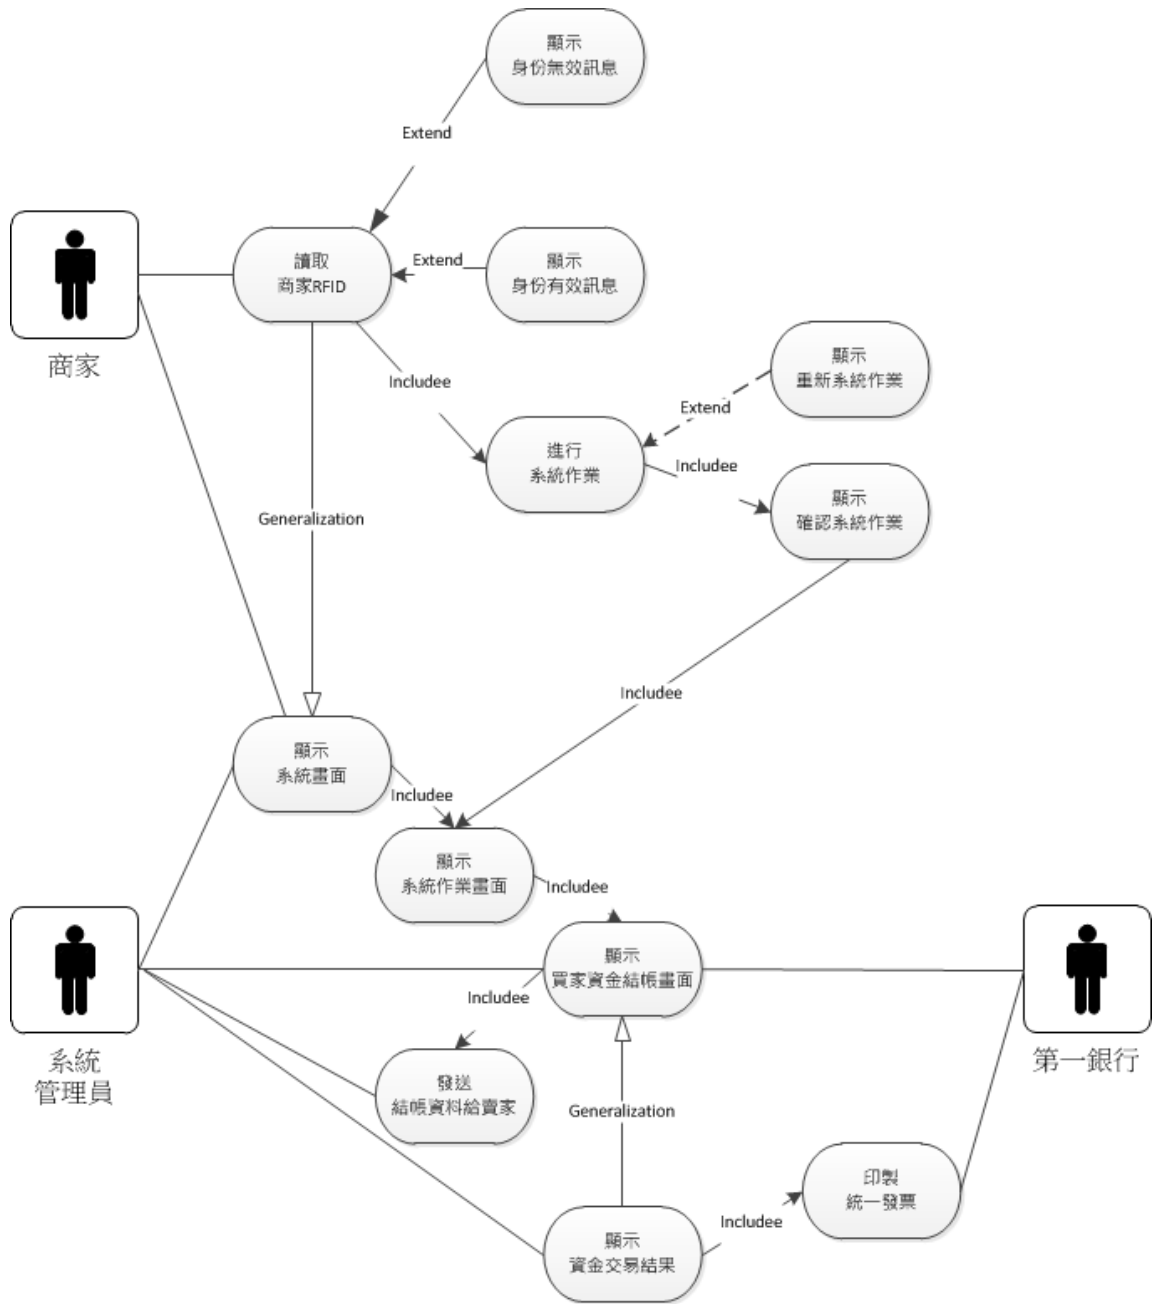 顯示
身份無效訊息
Extend
讀取
商家RFID
Extend
顯示
身份有效訊息
商家
Includee
顯示
重新系統作業
Extend
進行
系統作業
Includee
顯示
確認系統作業
Generalization
Includee
顯示
系統畫面
Includee
顯示
系統作業畫面
Includee
顯示
買家資金結帳畫面
Includee
系統
管理員
第一銀行
發送
結帳資料給賣家
Generalization
印製
統一發票
Includee
顯示
資金交易結果